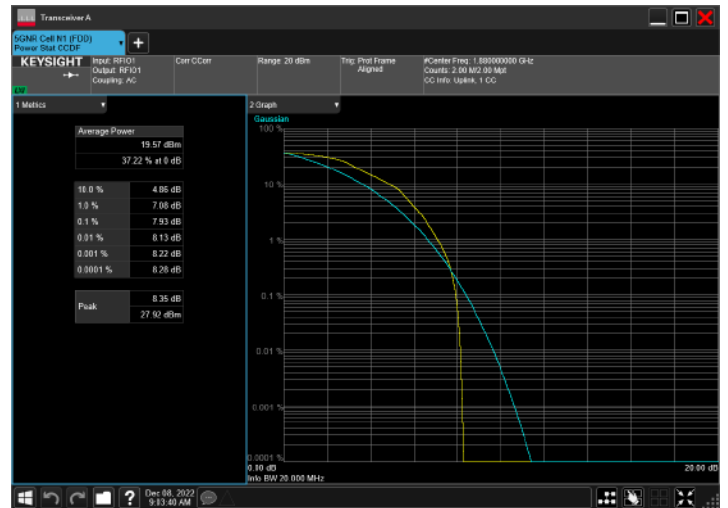 Transceiver A
5GNR Cell N1 (FDD)
Power Stat CCDF
KEYSIGHT
Input: RFIO1
Output: RFIO1
Coupling: AC
Corr CCorr
Range: 20 dBm
Trig: Prot Frame
Aligned
#Center Freq: 1.880000000 GHz
Counts: 2.00 M/2.00 Mpt
CC Info: Uplink, 1 CC
1 Metrics
Average Power
19.57 dBm
37.22 % at 0 dB
10.0 % 4.86 dB
1.0 % 7.08 dB
0.1 % 7.93 dB
0.01 % 8.13 dB
0.001 % 8.22 dB
0.0001 % 8.28 dB
Peak
8.35 dB
27.92 dBm
2 Graph
Gaussian
100 %
10 %
1 %
0.1 %
0.01 %
0.001 %
0.0001 %
0.00 dB
20.00 dB
Info BW 20.000 MHz
Dec 08, 2022
9:13:40 AM